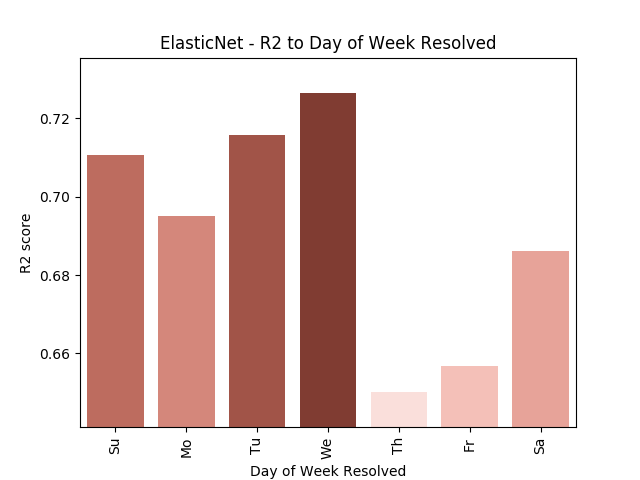 ElasticNet - R2 to Day of Week Resolved
R2 score
0.72
0.70
0.68
0.66
Su
Mo
Tu
We
Th
Fr
Sa
Day of Week Resolved